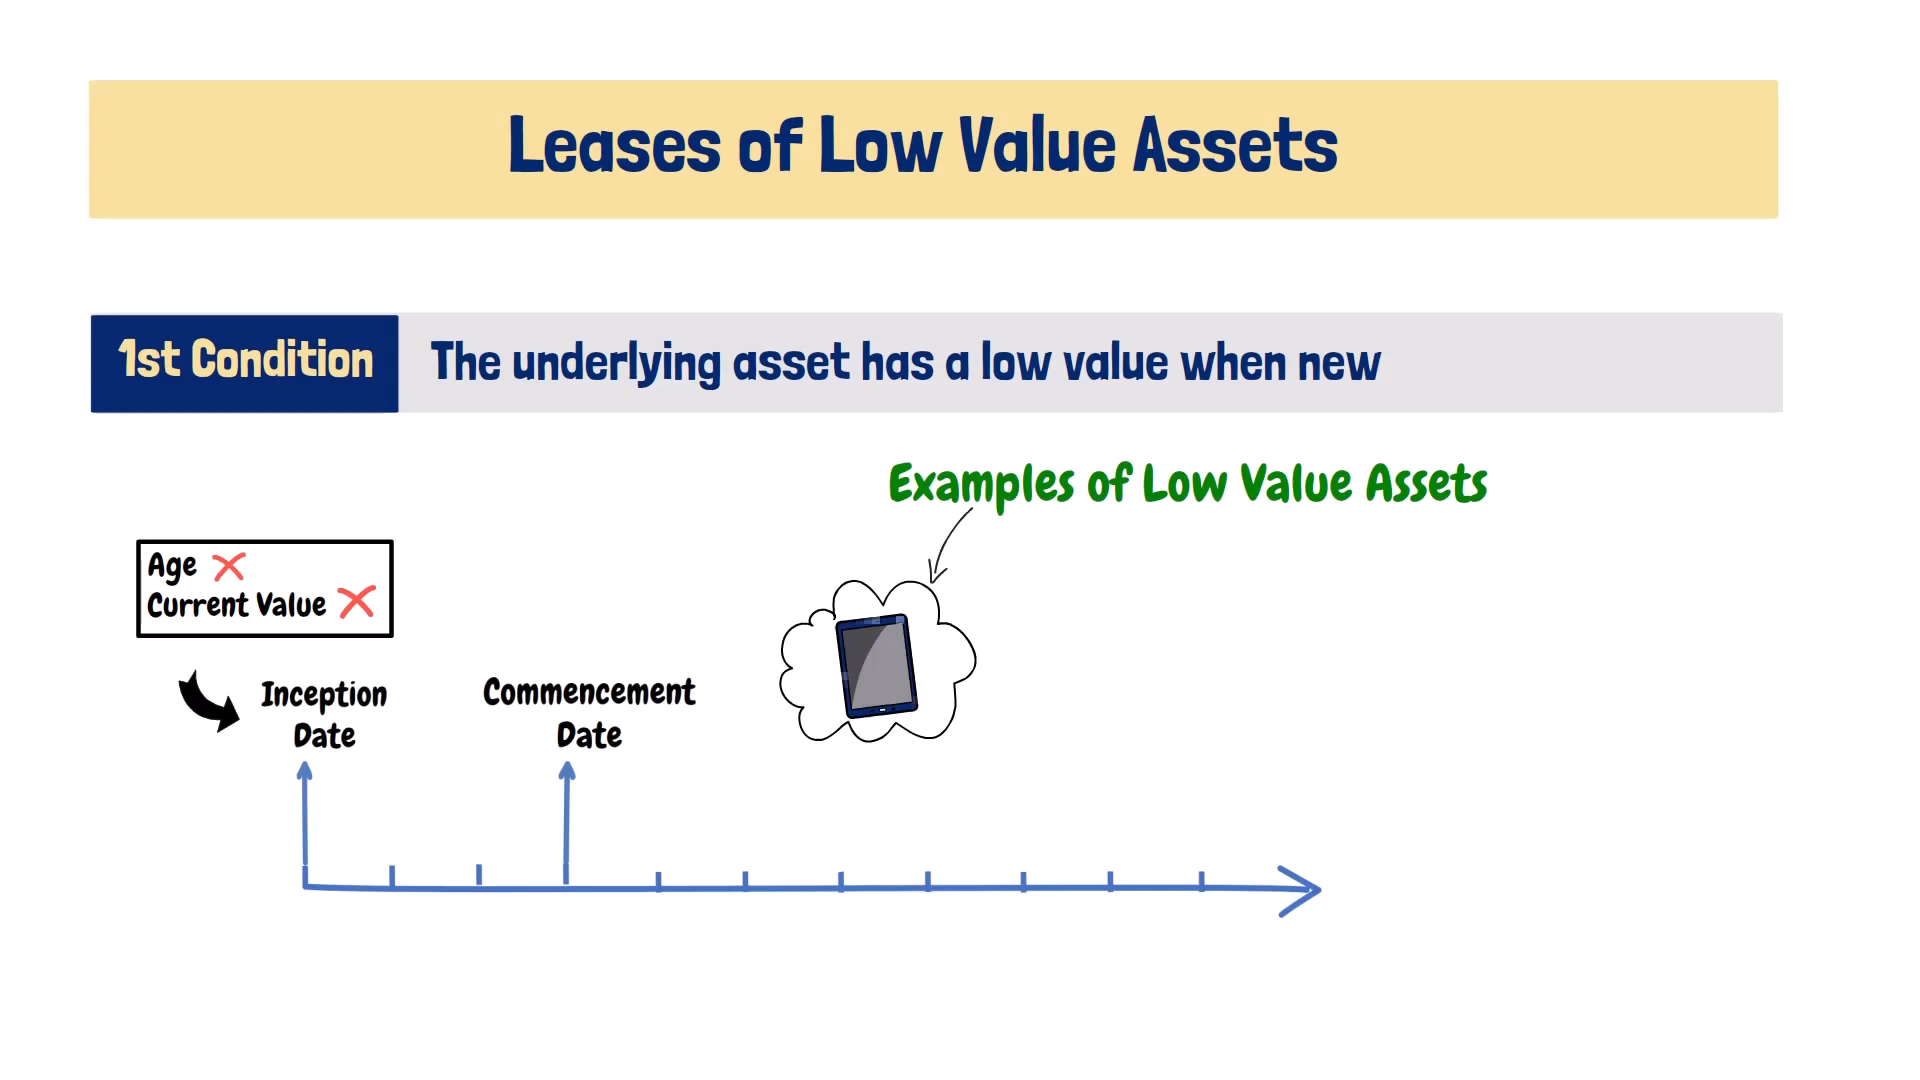 Leases of Low Value Assets
1st Condition
The underlying asset has a low value when new
Examples of Low Value Assets
Age
Current Value
Inception
Date
Commencement
Date